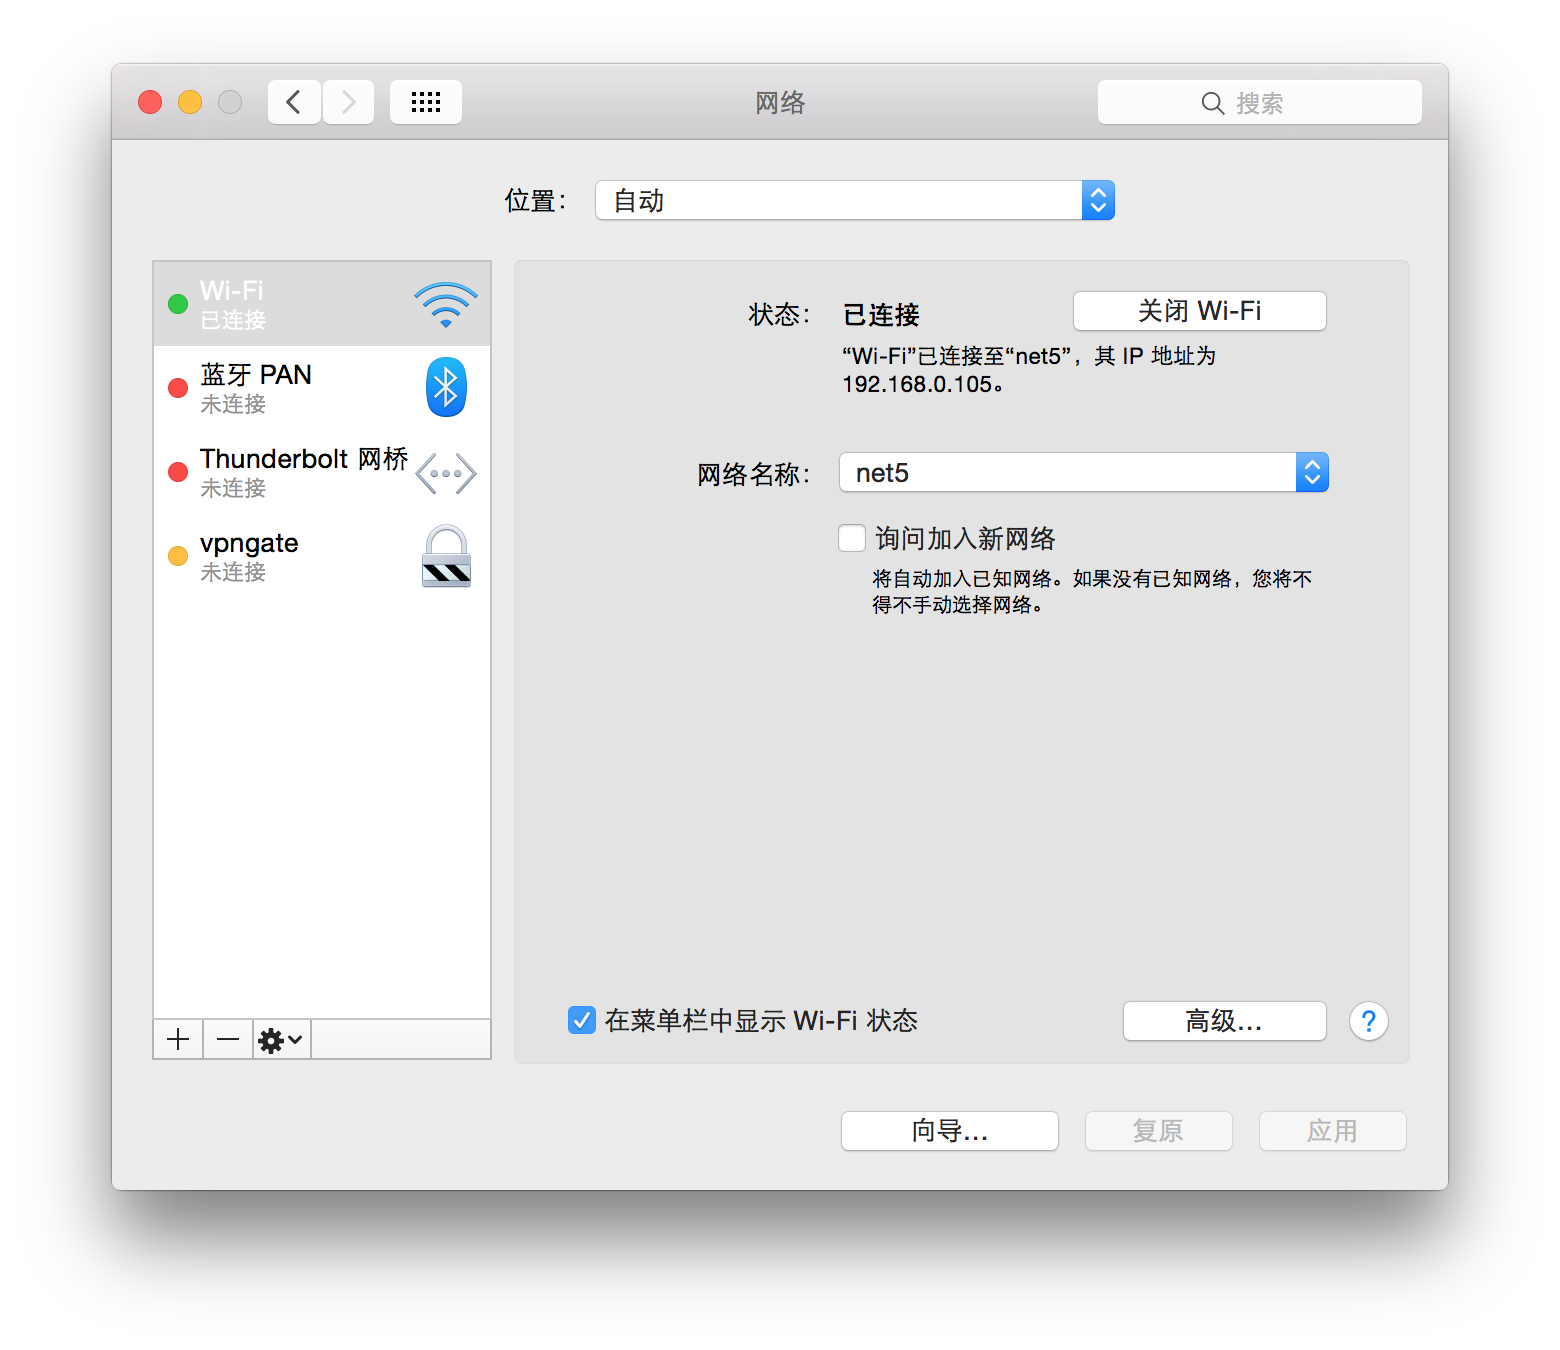 网络
搜索
位置：
自动
Wi-Fi
已连接
蓝牙 PAN
未连接
Thunderbolt 网桥
未连接
vpngate
未连接
状态：
已连接
关闭 Wi-Fi
“Wi-Fi”已连接至“net5”，其 IP 地址为
192.168.0.105。
网络名称：
net5
询问加入新网络
将自动加入已知网络。如果没有已知网络，您将不
得不手动选择网络。
在菜单栏中显示 Wi-Fi 状态
高级...
?
向导...
复原
应用